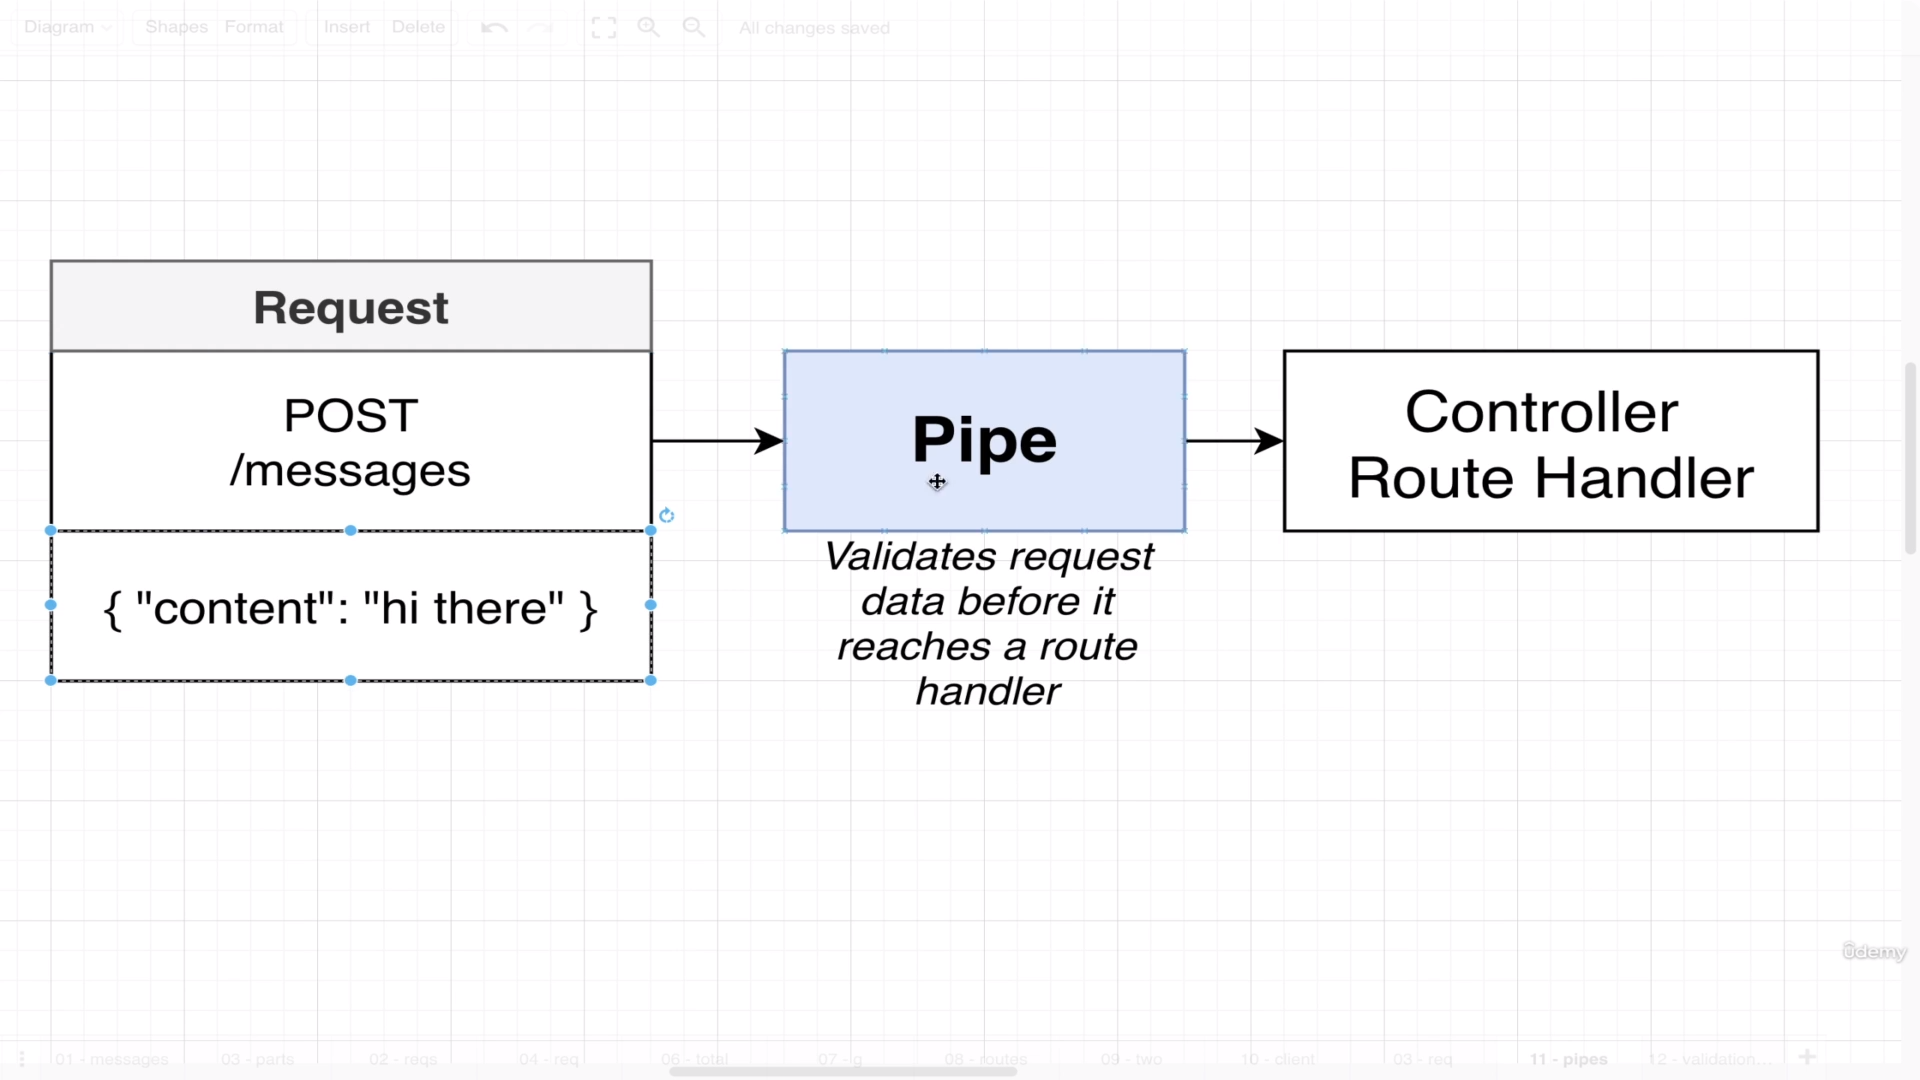 Diagram
Shapes
Format
Insert
Delete
All changes saved
Request
POST
/messages
{ "content": "hi there" }
Pipe
Validates request
data before it
reaches a route
handler
Controller
Route Handler
ûdemy
01 - messages
03 - parts
02 - reqs
04 - req
06 - total
07 - g
08 - routes
09 - two
10 - client
03 - req
11 - pipes
12 - validation...